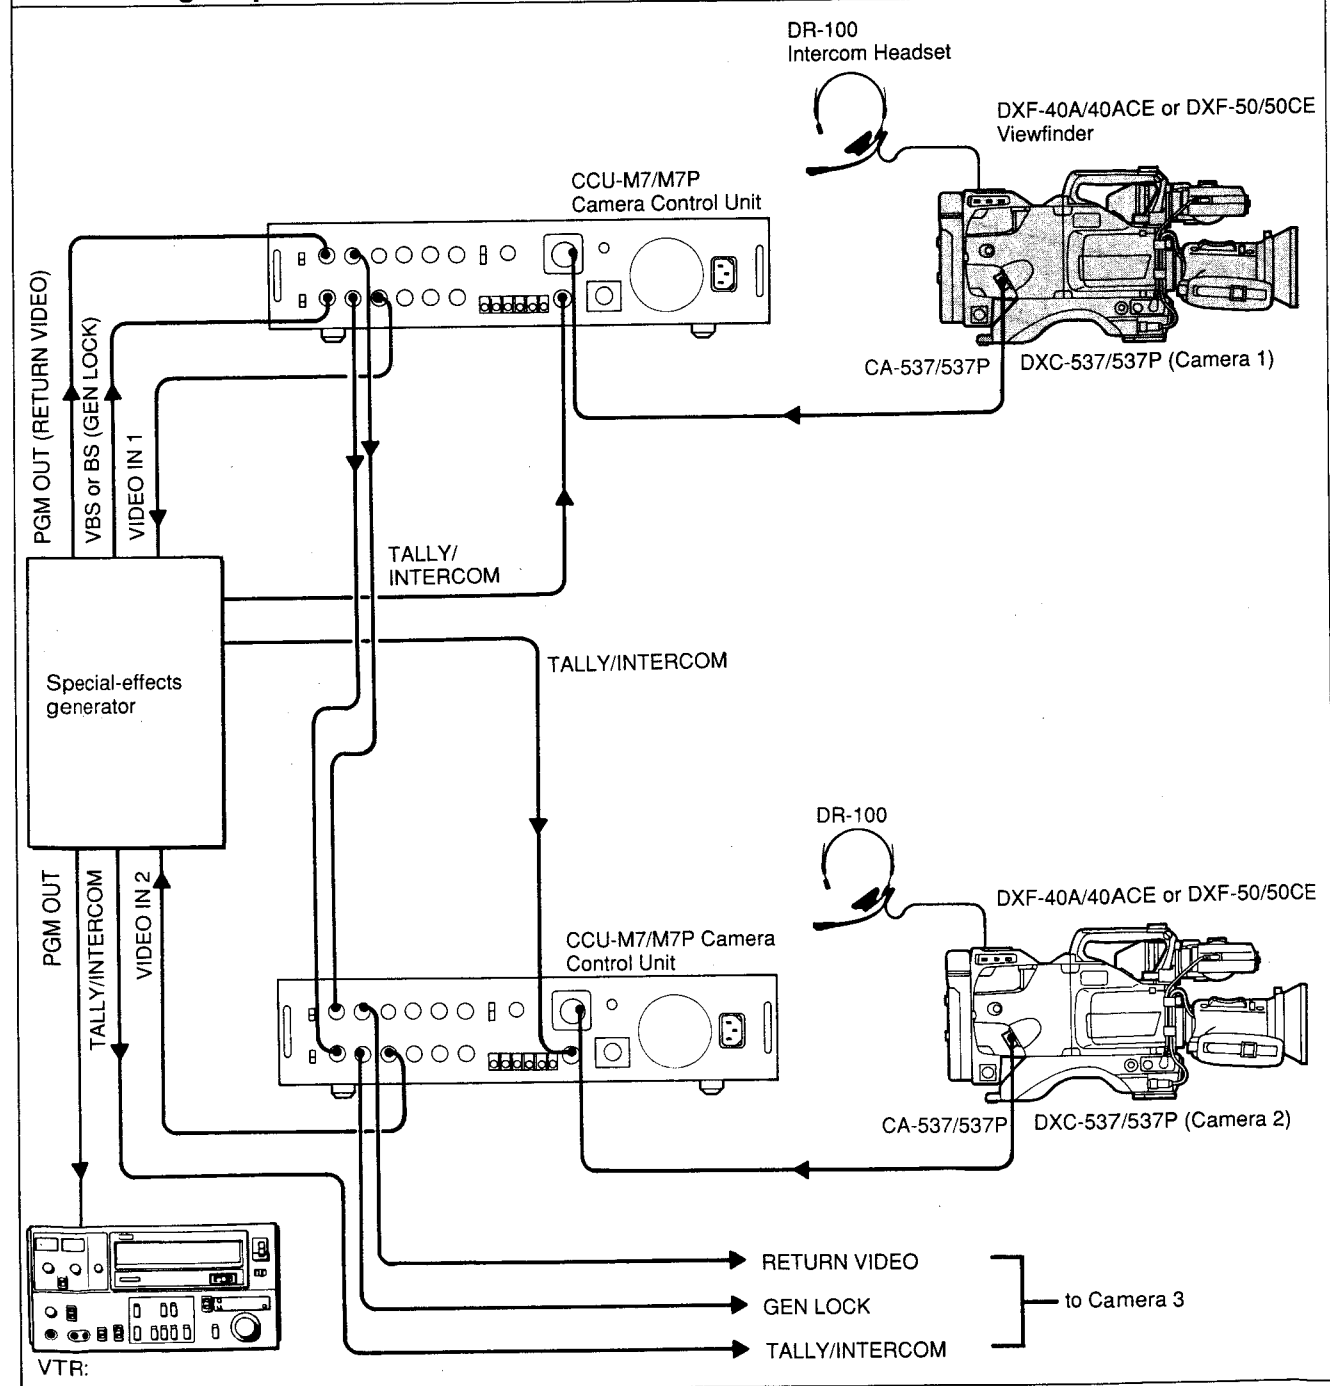 DR-100
Intercom Headset
DXF-40A/40ACE or DXF-50/50CE
Viewfinder
CCU-M7/M7P
Camera Control Unit
CA-537/537P
DXC-537/537P (Camera 1)
PGM OUT (RETURN VIDEO)
VBS or BS (GEN LOCK)
VIDEO IN 1
TALLY/
INTERCOM
TALLY/INTERCOM
Special-effects
generator
DR-100
DXF-40A/40ACE or DXF-50/50CE
PGM OUT
TALLY/INTERCOM
VIDEO IN 2
CCU-M7/M7P Camera
Control Unit
CA-537/537P
DXC-537/537P (Camera 2)
RETURN VIDEO
GEN LOCK
to Camera 3
TALLY/INTERCOM
VTR: